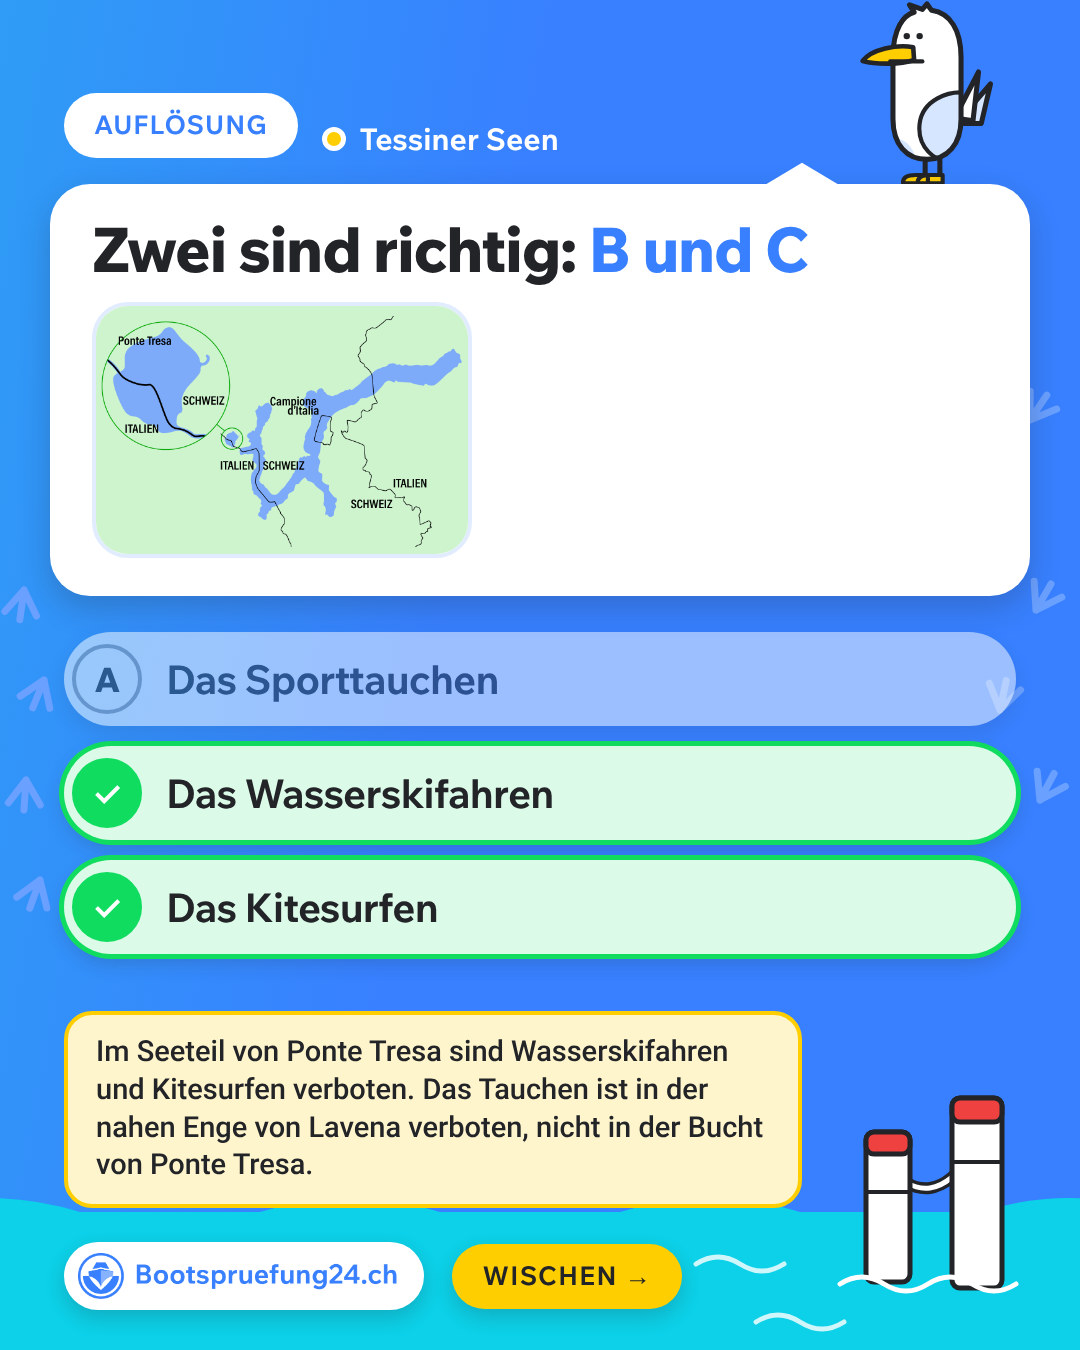 AUFLÖSUNG
Tessiner Seen
Zwei sind richtig: B und C
Ponte Tresa
SCHWEIZ
ITALIEN
Campione
d'Italia
ITALIEN SCHWEIZ
ITALIEN
SCHWEIZ
A Das Sporttauchen
Das Wasserskifahren
Das Kitesurfen
Im Seeteil von Ponte Tresa sind Wasserskifahren
und Kitesurfen verboten. Das Tauchen ist in der
nahen Enge von Lavena verboten, nicht in der Bucht
von Ponte Tresa.
Bootspruefung24.ch
WISCHEN →